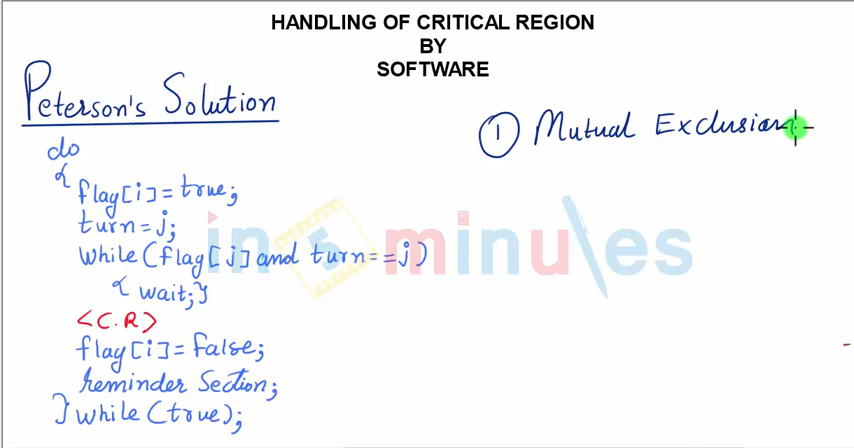 HANDLING OF CRITICAL REGION
BY
SOFTWARE
Peterson's Solution
① Mutual Exclusion
do
{
flag[i]=true;
turn=j;
while(flag[j] and turn==j)
{ wait;}
<C.R>
flag[i]=False;
Reminder Section;
}while(true);
in 5 minutes